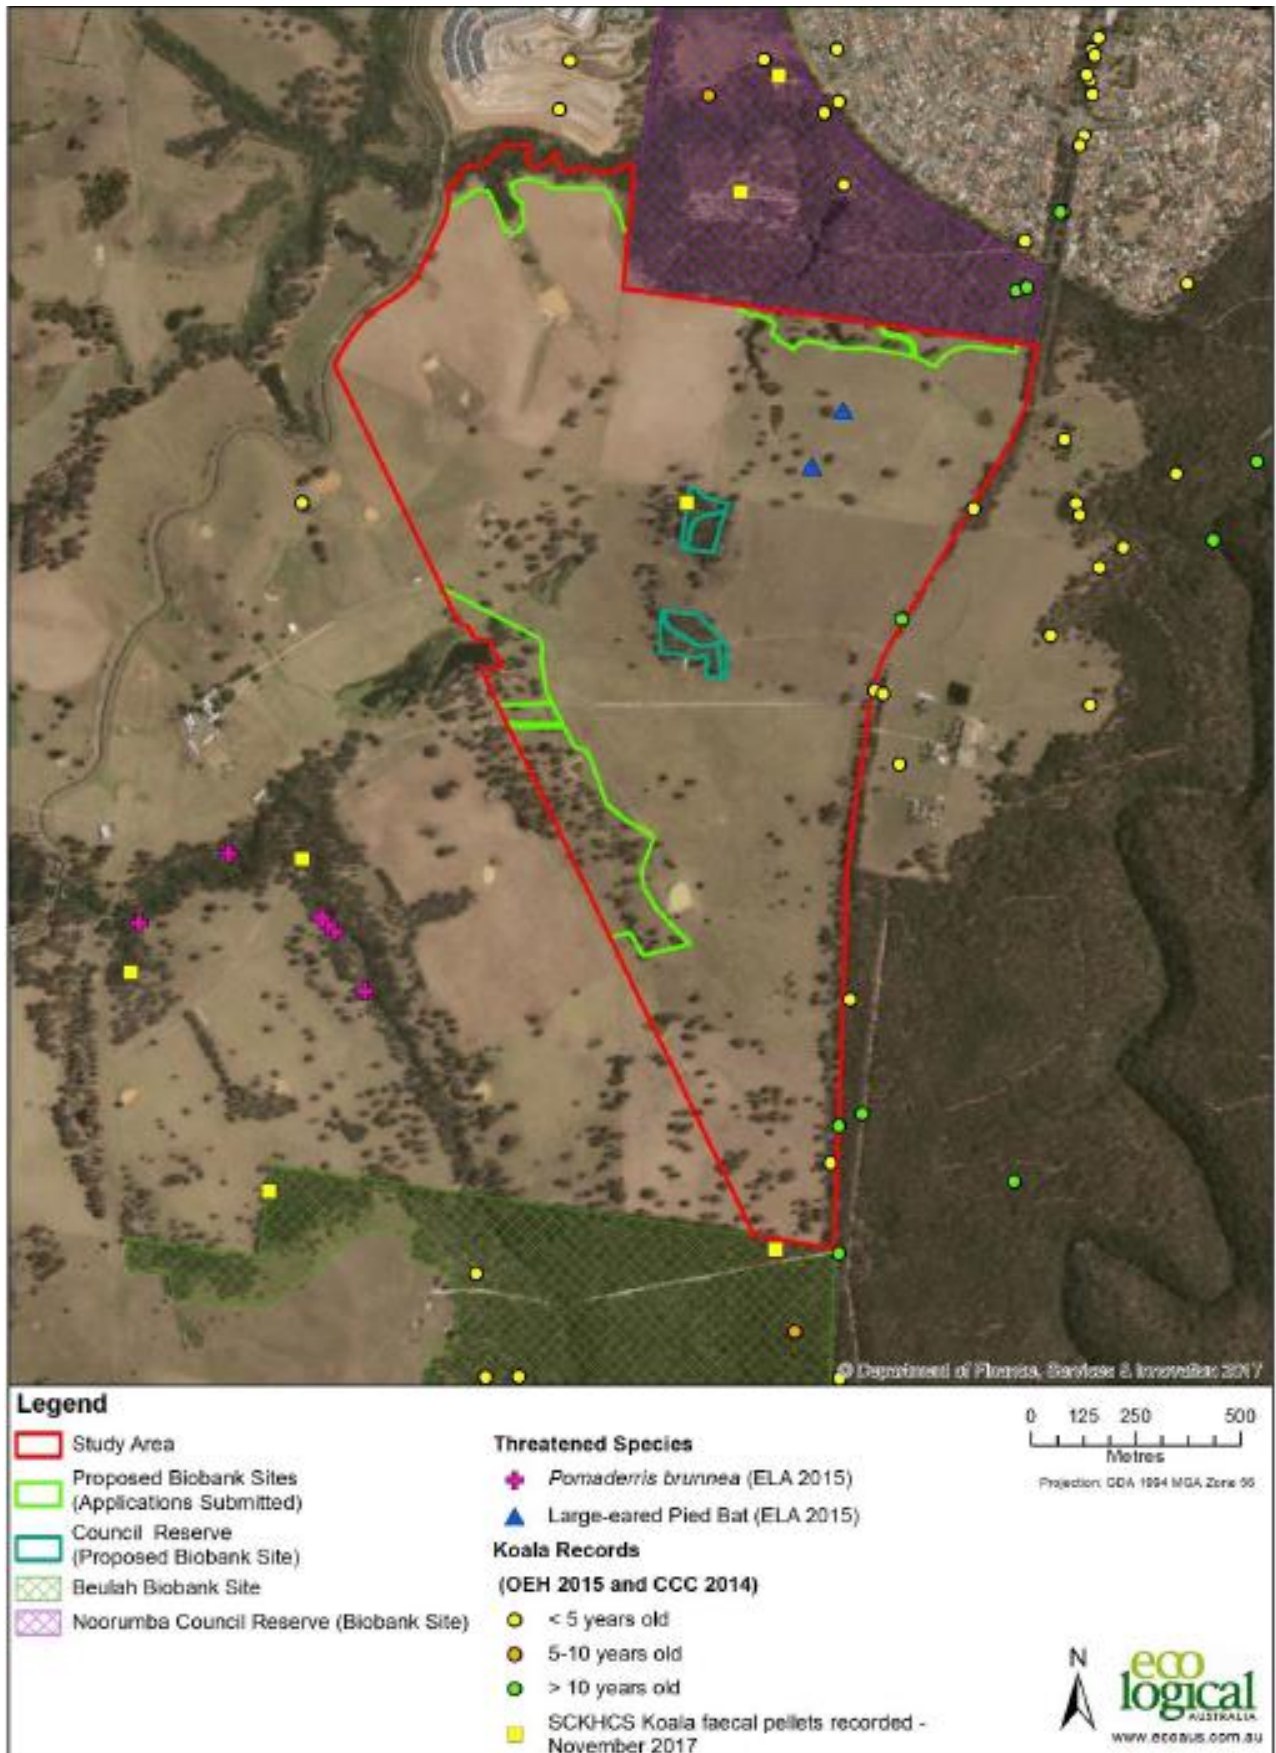 © Department of Finance, Services & Innovation 2017
Legend
Study Area
Proposed Biobank Sites
(Applications Submitted)
Council Reserve
(Proposed Biobank Site)
Beulah Biobank Site
Noorumba Council Reserve (Biobank Site)
Threatened Species
Pomaderris brunnea (ELA 2015)
Large-eared Pied Bat (ELA 2015)
Koala Records
(OEH 2015 and CCC 2014)
< 5 years old
5-10 years old
> 10 years old
SCKHCS Koala faecal pellets recorded -
November 2017
0 125 250 500
Metres
Projection: GDA 1994 MGA Zone 56
N
eco
logical
AUSTRALIA
www.ecoaus.com.au